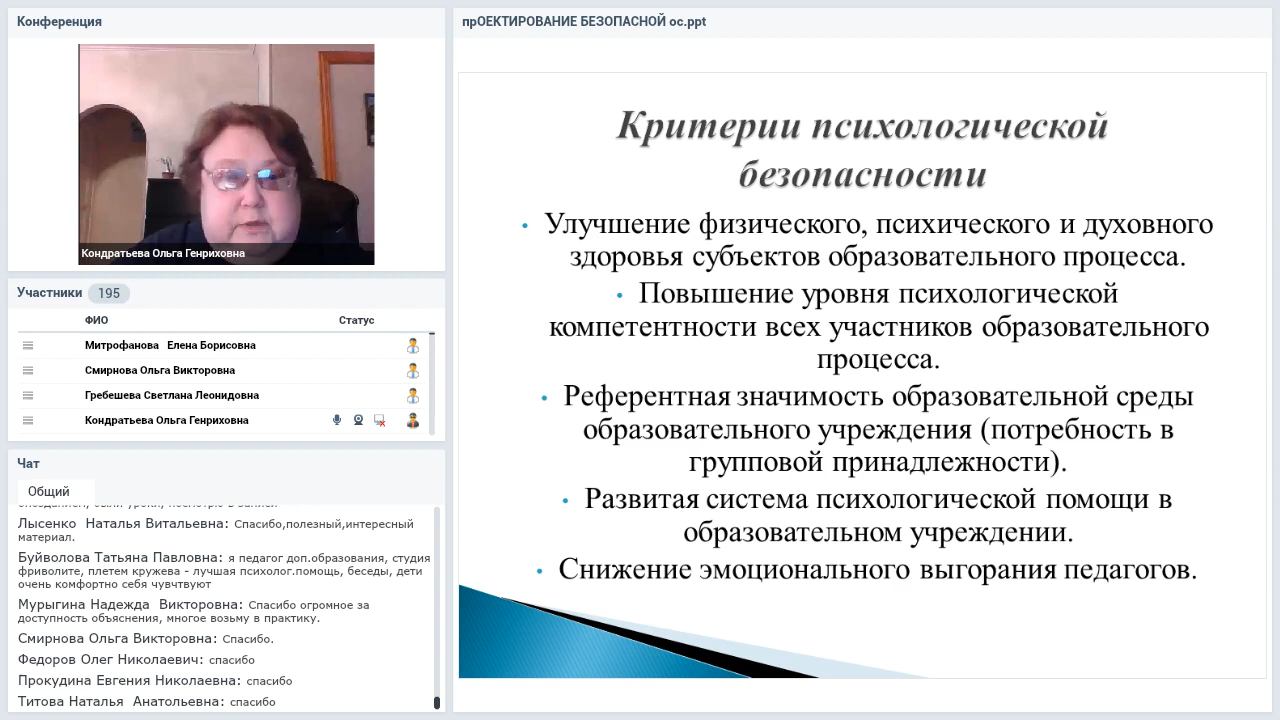 Конференция
Кондратьева Ольга Генриховна
Участники 195
ФИО Статус
Митрофанова Елена Борисовна
Смирнова Ольга Викторовна
Гребешева Светлана Леонидовна
Кондратьева Ольга Генриховна
Чат
Общий
Лысенко Наталья Витальевна: Спасибо,полезный,интересный
материал.
Буйволова Татьяна Павловна: я педагог доп.образования, студия
фриволите, плетем кружева - лучшая психолог.помощь, беседы, дети
очень комфортно себя чувчтвуют
Мурыгина Надежда Викторовна: Спасибо огромное за
доступность объяснения, многое возьму в практику.
Смирнова Ольга Викторовна: Спасибо.
Федоров Олег Николаевич: спасибо
Прокудина Евгения Николаевна: спасибо
Титова Наталья Анатольевна: спасибо
прОЕКТИРОВАНИЕ БЕЗОПАСНОЙ ос.ppt
Критерии психологической
безопасности
• Улучшение физического, психического и духовного
здоровья субъектов образовательного процесса.
• Повышение уровня психологической
компетентности всех участников образовательного
процесса.
• Референтная значимость образовательной среды
образовательного учреждения (потребность в
групповой принадлежности).
• Развитая система психологической помощи в
образовательном учреждении.
• Снижение эмоционального выгорания педагогов.